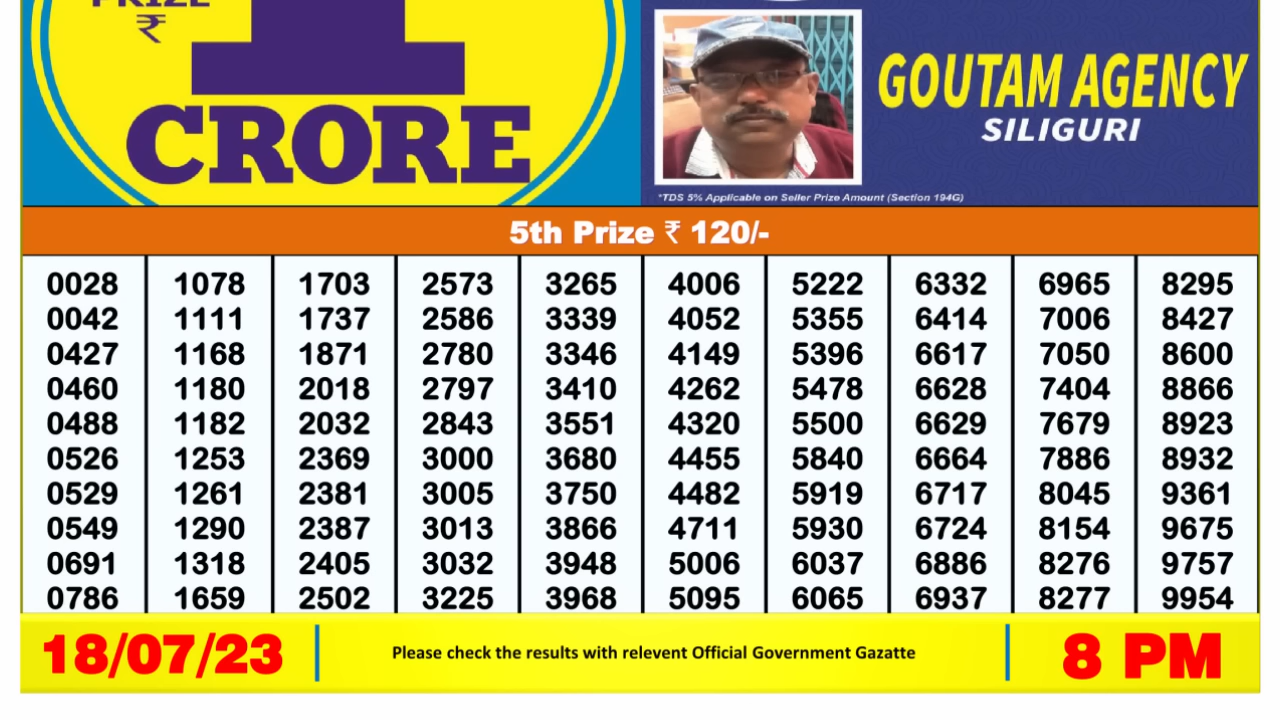 PRIZE
₹
1
CRORE
GOUTAM AGENCY
SILIGURI
*TDS 5% Applicable on Seller Prize Amount (Section 194G)
5th Prize ₹ 120/-
0028 1078 1703 2573 3265 4006 5222 6332 6965 8295
0042 1111 1737 2586 3339 4052 5355 6414 7006 8427
0427 1168 1871 2780 3346 4149 5396 6617 7050 8600
0460 1180 2018 2797 3410 4262 5478 6628 7404 8866
0488 1182 2032 2843 3551 4320 5500 6629 7679 8923
0526 1253 2369 3000 3680 4455 5840 6664 7886 8932
0529 1261 2381 3005 3750 4482 5919 6717 8045 9361
0549 1290 2387 3013 3866 4711 5930 6724 8154 9675
0691 1318 2405 3032 3948 5006 6037 6886 8276 9757
0786 1659 2502 3225 3968 5095 6065 6937 8277 9954
18/07/23
Please check the results with relevent Official Government Gazatte
8 PM